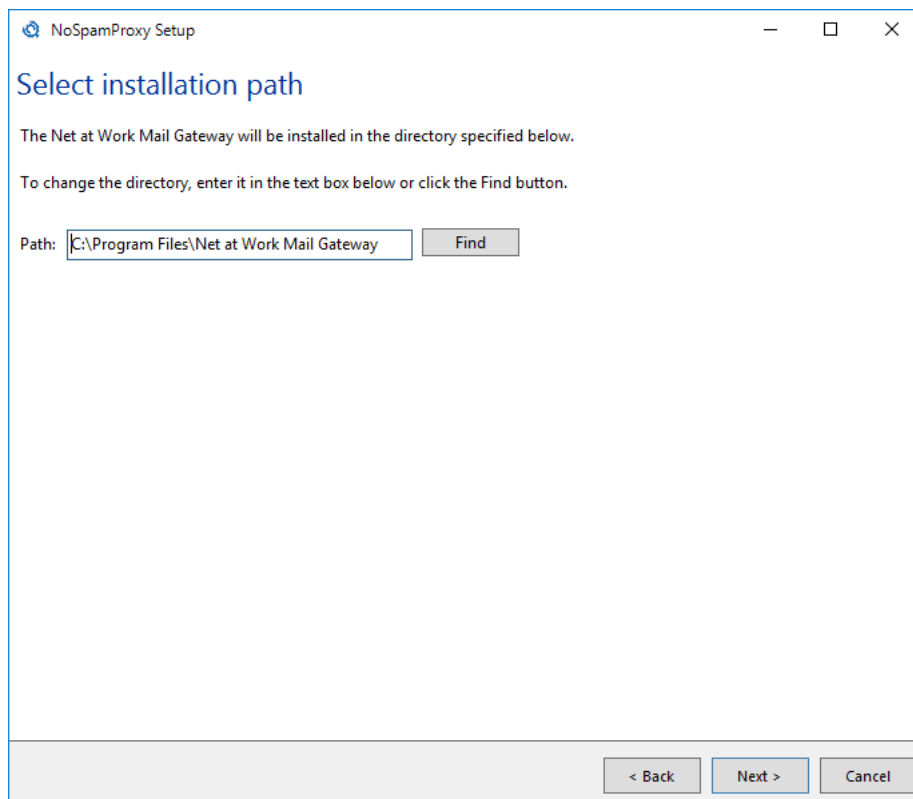 NoSpamProxy Setup
Select installation path
The Net at Work Mail Gateway will be installed in the directory specified below.
To change the directory, enter it in the text box below or click the Find button.
Path: C:\Program Files\Net at Work Mail Gateway Find
< Back Next > Cancel